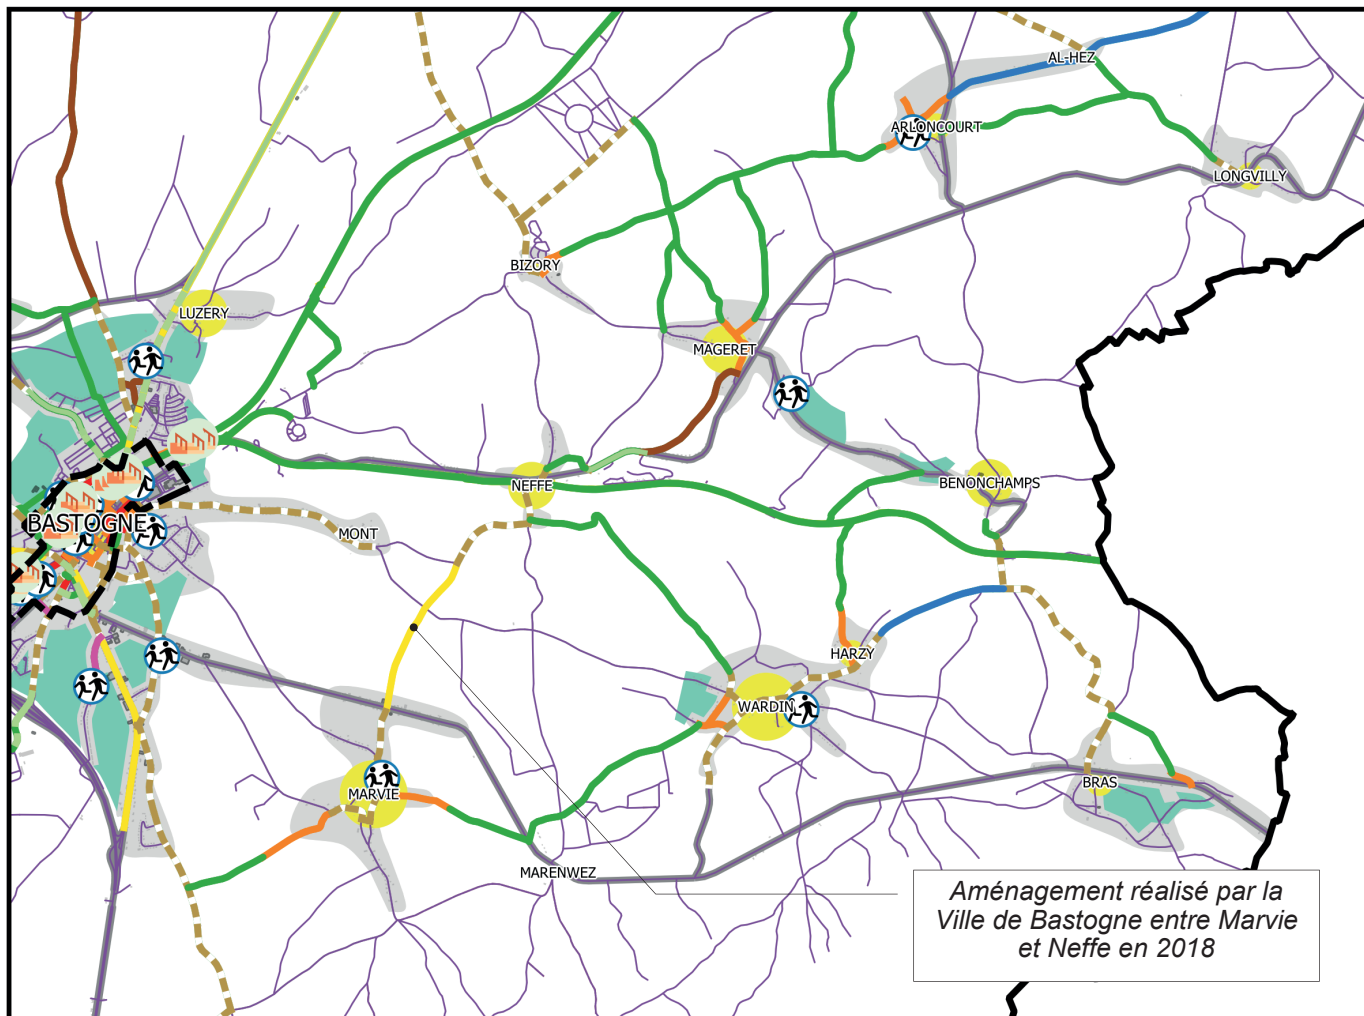 AL-HEZ
ARLONCOURT
LONGVILLY
BIZORY
LUZERY
MAGERET
NEFFE
BENONCHAMPS
BASTOGNE
MONT
HARZY
WARDIN
BRAS
MARVIE
MARENWEZ
Aménagement réalisé par la
Ville de Bastogne entre Marvie
et Neffe en 2018